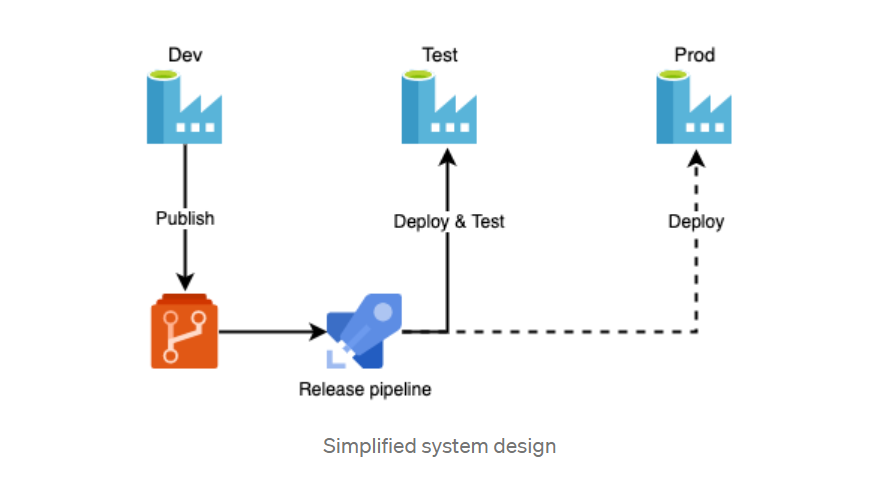 Dev
Test
Prod
Publish
Deploy & Test
Deploy
Release pipeline
Simplified system design